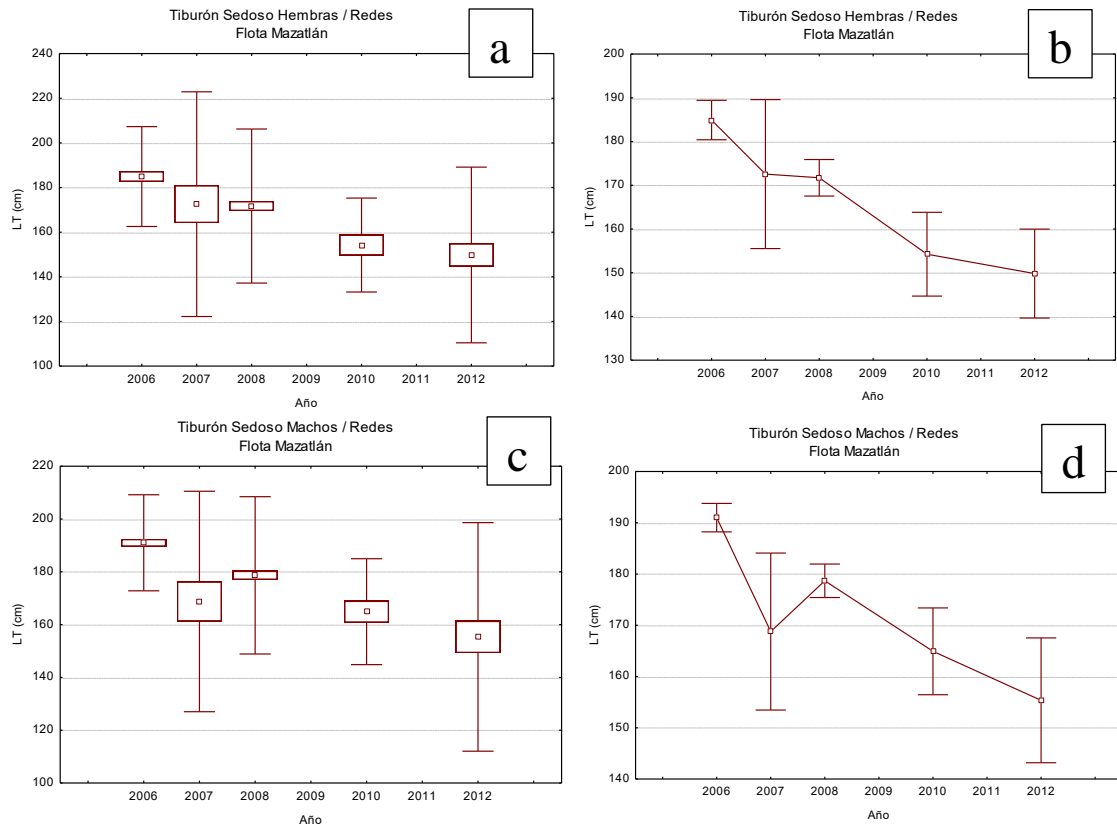 Tiburón Sedoso Hembras / Redes
Flota Mazatlán
a
240
220
200
180
160
140
120
100
LT (cm)
2006 2007 2008 2009 2010 2011 2012
Año
Tiburón Sedoso Hembras / Redes
Flota Mazatlán
b
200
190
180
170
160
150
140
130
LT (cm)
2006 2007 2008 2009 2010 2011 2012
Año
Tiburón Sedoso Machos / Redes
Flota Mazatlán
c
220
200
180
160
140
120
100
LT (cm)
2006 2007 2008 2009 2010 2011 2012
Año
Tiburón Sedoso Machos / Redes
Flota Mazatlán
d
200
190
180
170
160
150
140
LT (cm)
2006 2007 2008 2009 2010 2011 2012
Año